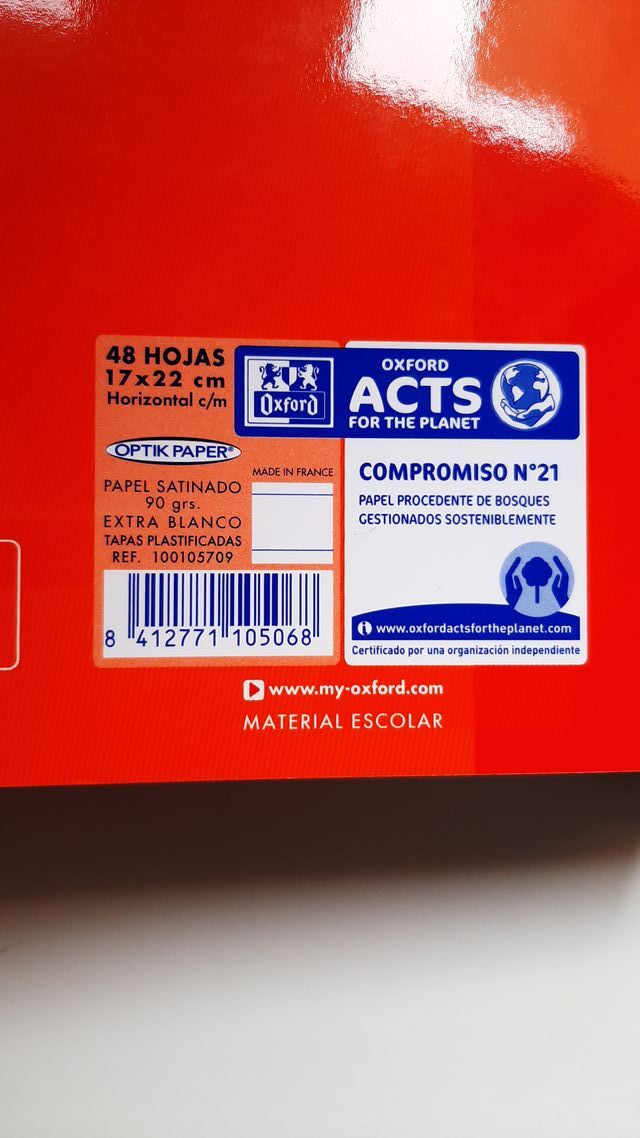 48 HOJAS
17x22 cm
Horizontal c/m
Oxford
OPTIK PAPER®
MADE IN FRANCE
PAPEL SATINADO
90 grs.
EXTRA BLANCO
TAPAS PLASTIFICADAS
REF. 100105709
8 412771 105068
OXFORD
ACTS
FOR THE PLANET
COMPROMISO N°21
PAPEL PROCEDENTE DE BOSQUES
GESTIONADOS SOSTENIBLEMENTE
i www.oxfordactsfortheplanet.com
Certificado por una organización independiente
www.my-oxford.com
MATERIAL ESCOLAR